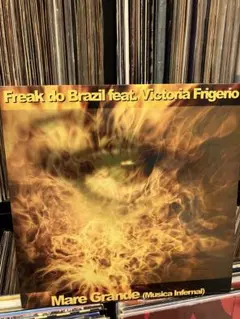 Freak do Brazil feat. Victoria Frigerio
Mare Grande (Musica Infernal)